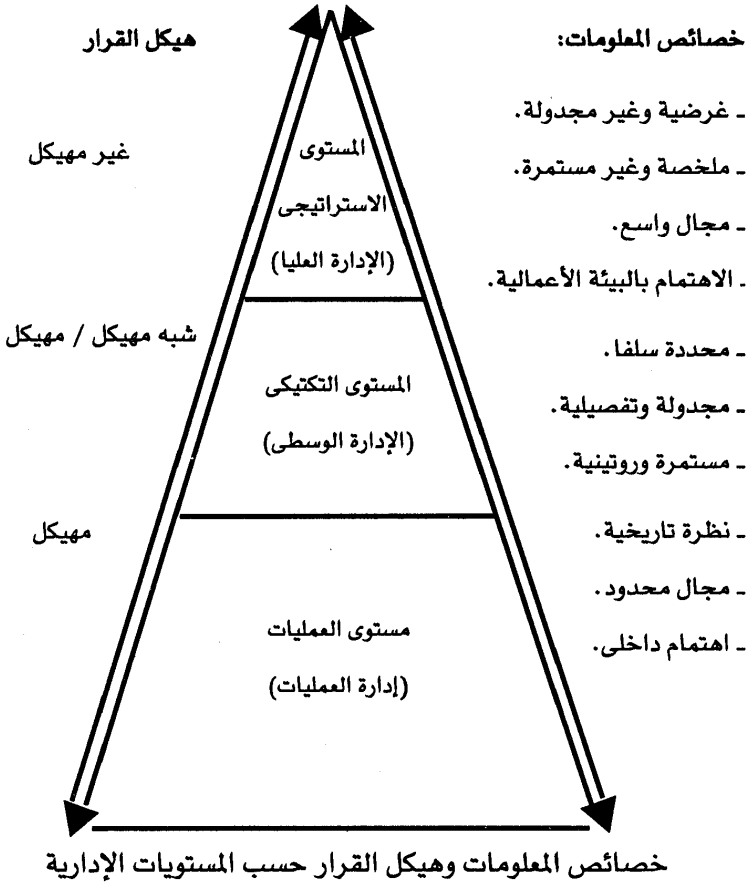 خصائص المعلومات:
ـ غرضية وغير مجدولة.
ـ ملخصة وغير مستمرة.
ـ مجال واسع.
ـ الاهتمام بالبيئة الأعمالية.
ـ محددة سلفا.
ـ مجدولة وتفصيلية.
ـ مستمرة وروتينية.
ـ نظرة تاريخية.
ـ مجال محدود.
ـ اهتمام داخلى.
المستوى
الاستراتيجى
(الإدارة العليا)
المستوى التكتيكى
(الإدارة الوسطى)
مستوى العمليات
(إدارة العمليات)
هيكل القرار
غير مهيكل
شبه مهيكل / مهيكل
مهيكل
خصائص المعلومات وهيكل القرار حسب المستويات الإدارية